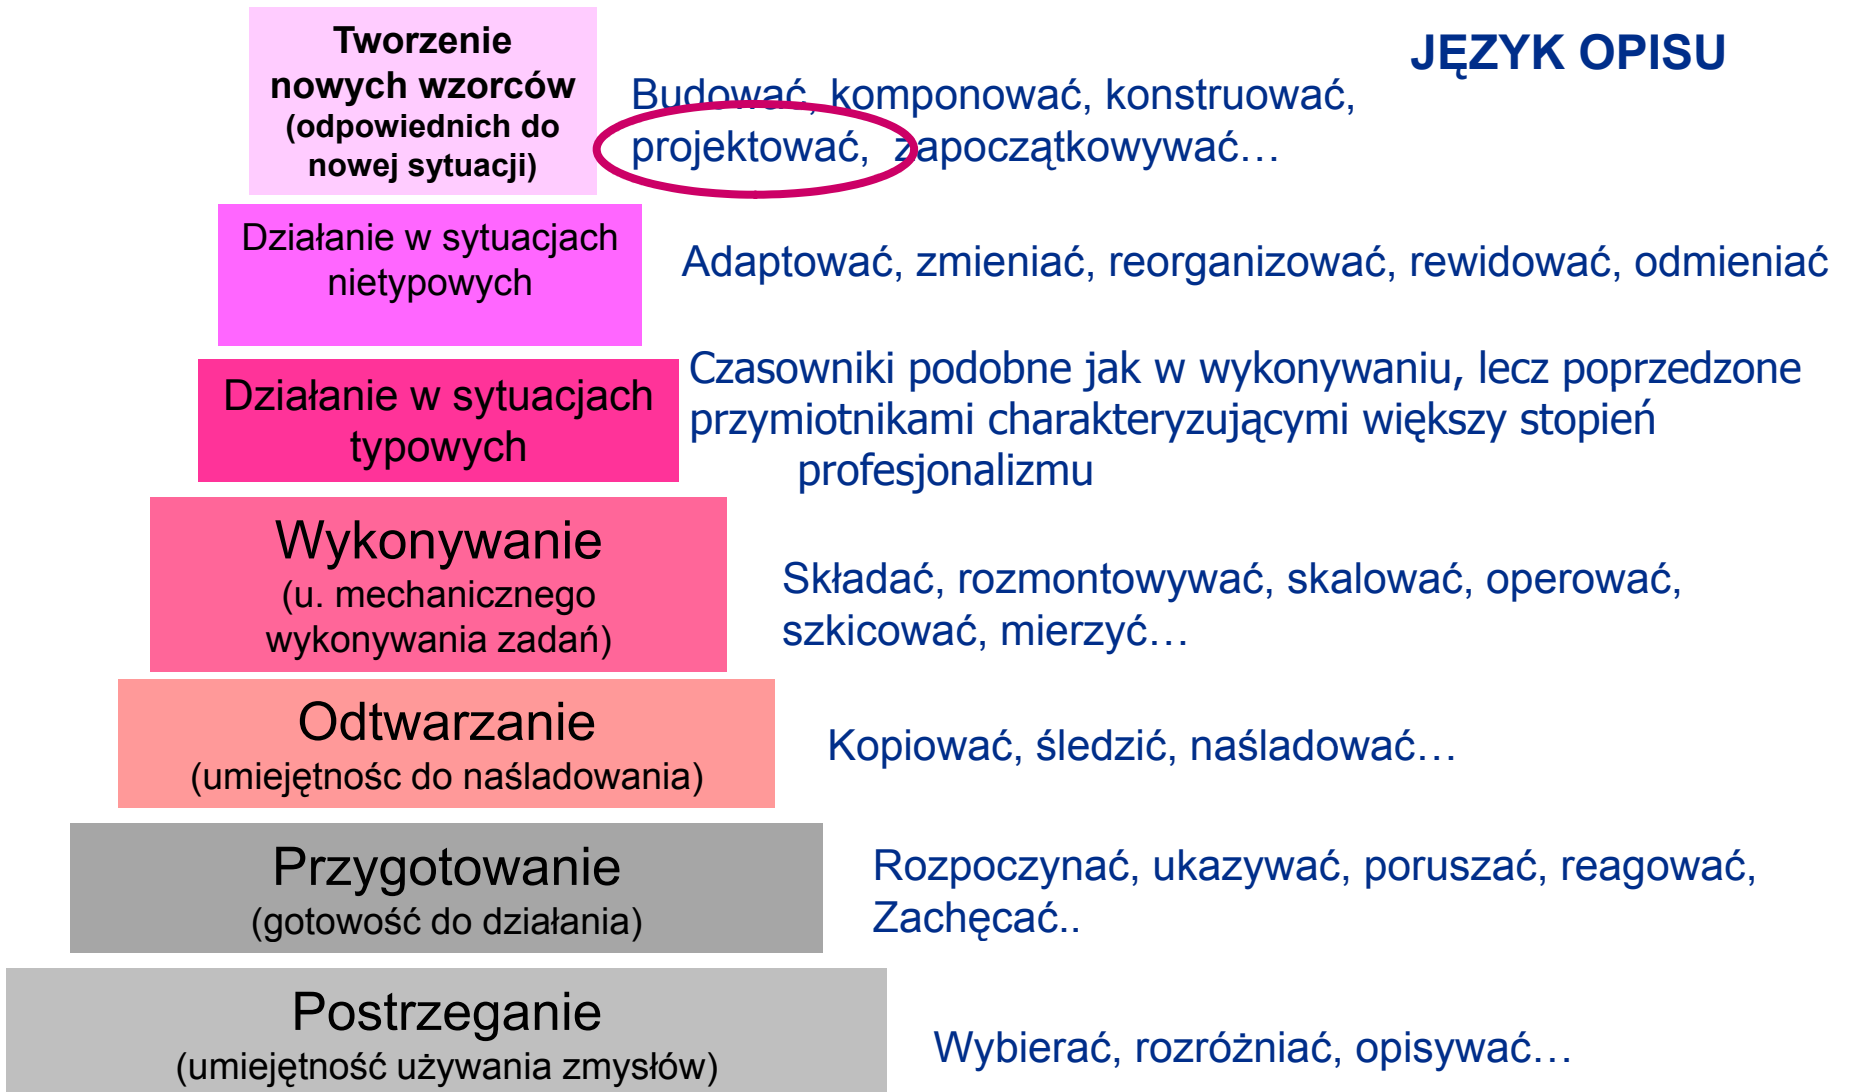 JĘZYK OPISU
Tworzenie
nowych wzorców
(odpowiednich do
nowej sytuacji)
Budować, komponować, konstruować,
projektować, zapoczątkowywać…
Działanie w sytuacjach
nietypowych
Adaptować, zmieniać, reorganizować, rewidować, odmieniać
Działanie w sytuacjach
typowych
Czasowniki podobne jak w wykonywaniu, lecz poprzedzone
przymiotnikami charakteryzującymi większy stopień
profesjonalizmu
Wykonywanie
(u. mechanicznego
wykonywania zadań)
Składać, rozmontowywać, skalować, operować,
szkicować, mierzyć…
Odtwarzanie
(umiejętnośc do naśladowania)
Kopiować, śledzić, naśladować…
Przygotowanie
(gotowość do działania)
Rozpoczynać, ukazywać, poruszać, reagować,
Zachęcać..
Postrzeganie
(umiejętność używania zmysłów)
Wybierać, rozróżniać, opisywać…